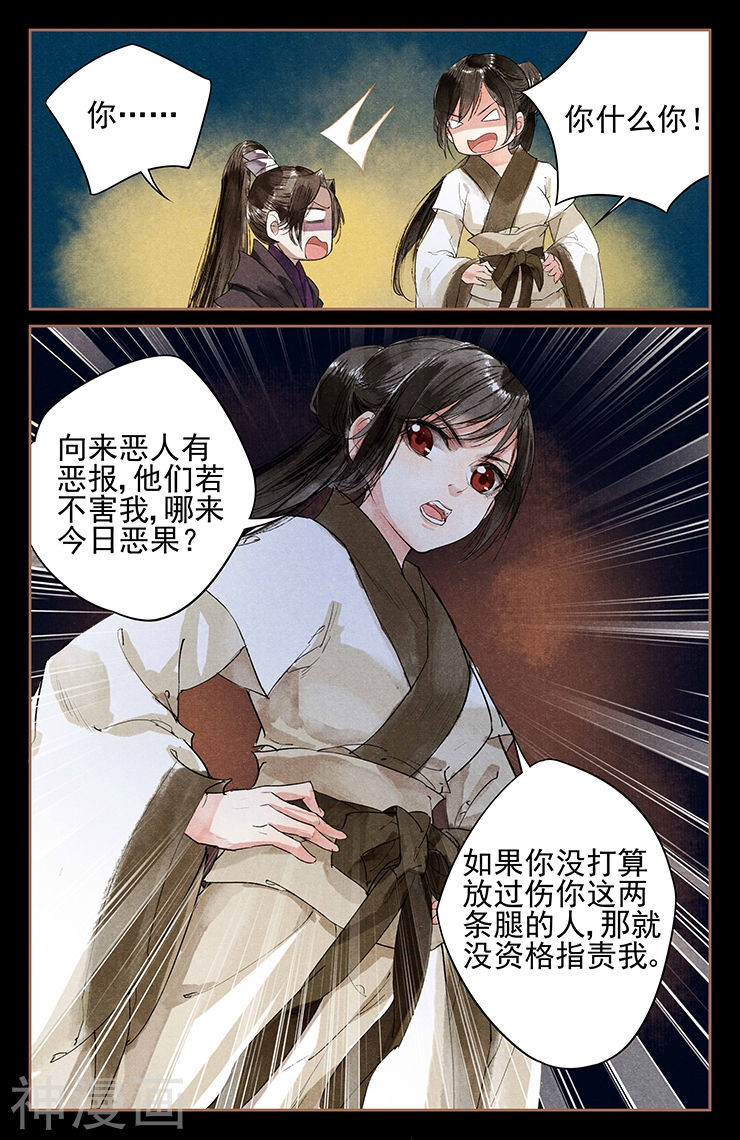 你……
你什么你！
向来恶人有
恶报,他们若
不害我,哪来
今日恶果？
如果你没打算
放过伤你这两
条腿的人,那就
没资格指责我。
神漫画